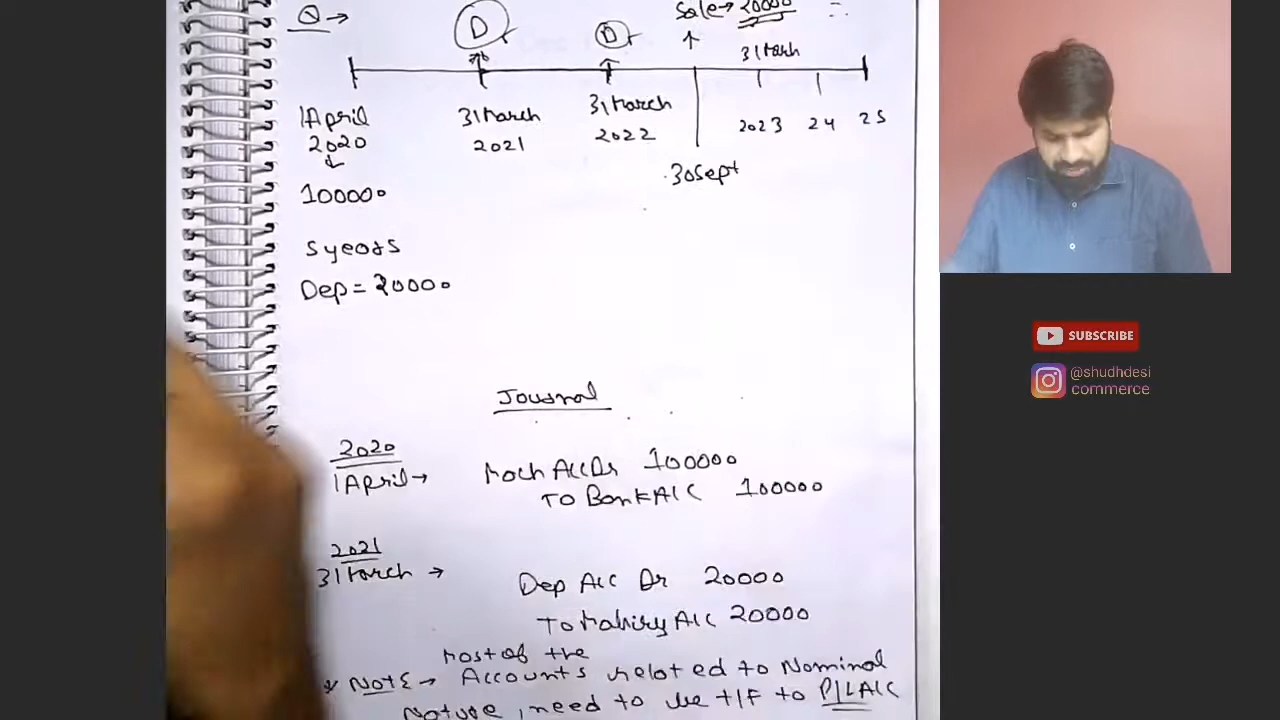 Q →
D
D
Sale → 20000
31 March
1 April
2020
31 March
2021
31 March
2022
2023 24 25
30 Sept
100000
5 years
Dep = 20000
Journal
2020
1 April → Mach A/c Dr 100000
To Bank A/C 100000
2021
31 March → Dep A/c Dr 20000
To Mahiry A/C 20000
Most of the
* NOTE → Accounts related to Nominal
Nature, need to be t/f to P/L A/C
SUBSCRIBE
@shudhdesi
commerce